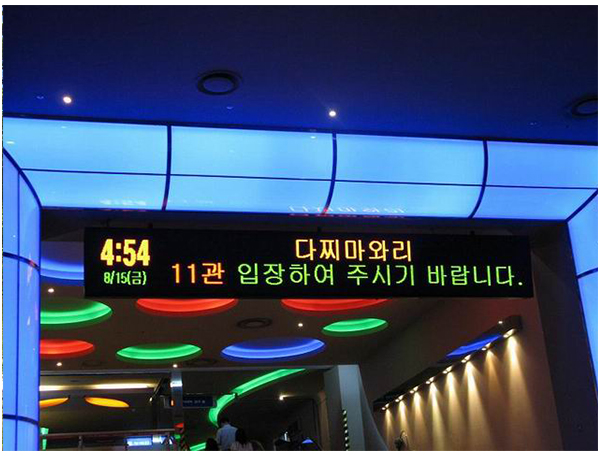 4:54
8/15(금)
다찌마와리
11관 입장하여 주시기 바랍니다.